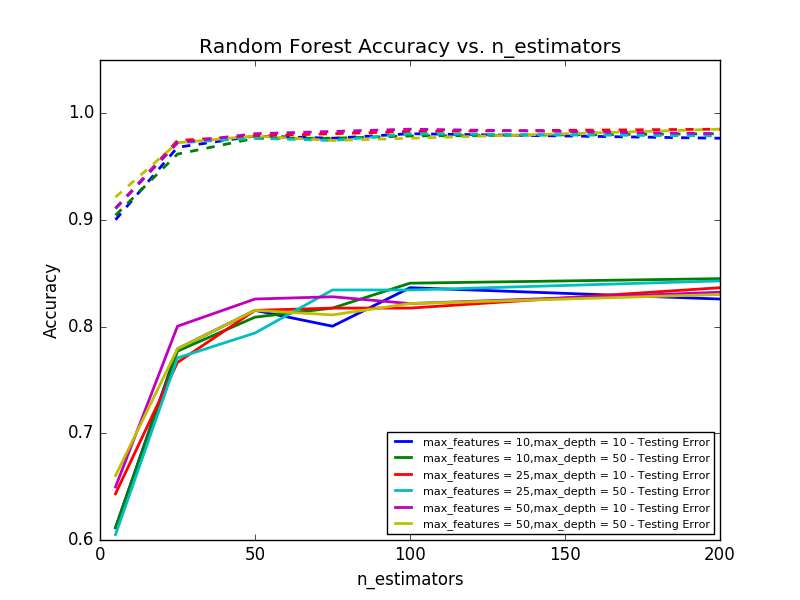 Random Forest Accuracy vs. n_estimators
1.0
0.9
0.8
0.7
0.6
Accuracy
max_features = 10,max_depth = 10 - Testing Error
max_features = 10,max_depth = 50 - Testing Error
max_features = 25,max_depth = 10 - Testing Error
max_features = 25,max_depth = 50 - Testing Error
max_features = 50,max_depth = 10 - Testing Error
max_features = 50,max_depth = 50 - Testing Error
0 50 100 150 200
n_estimators